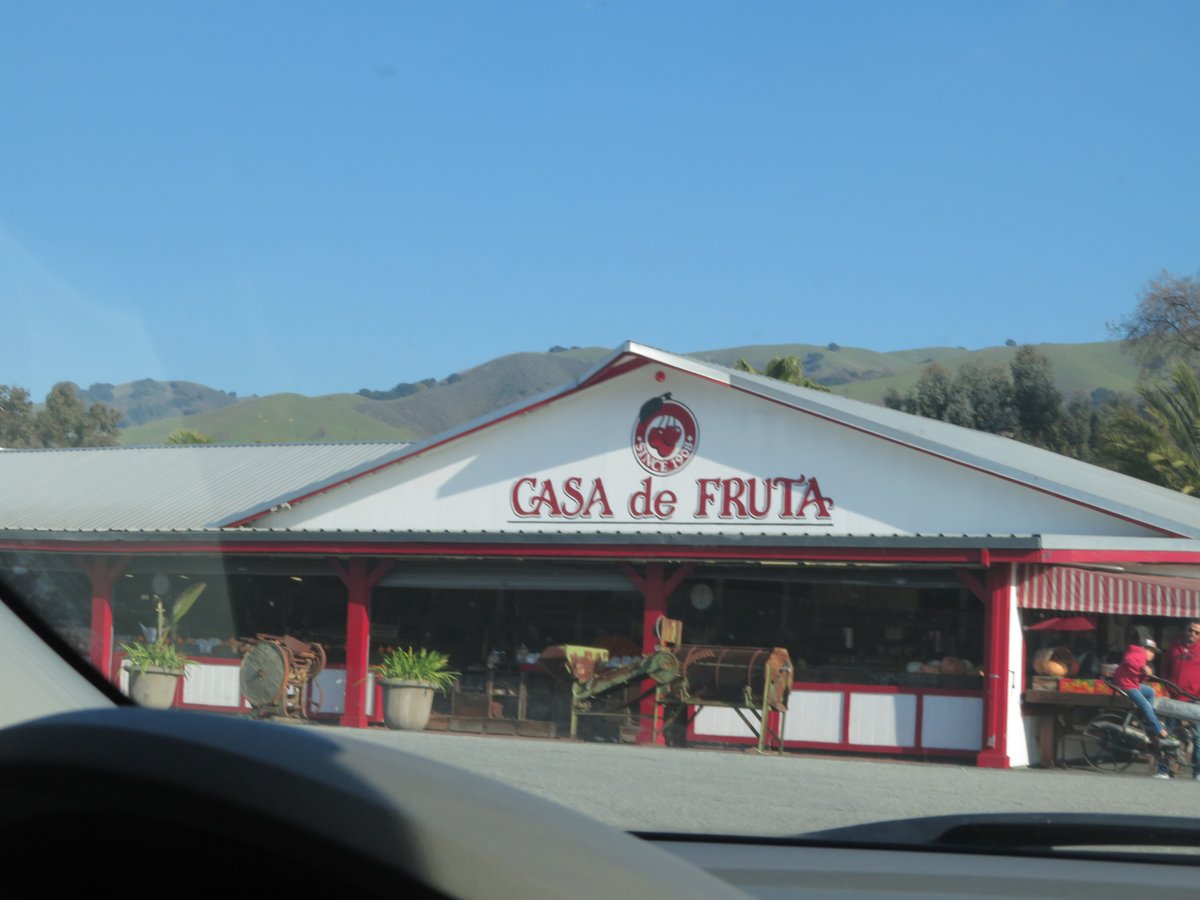 SINCE 1908
CASA de FRUTA